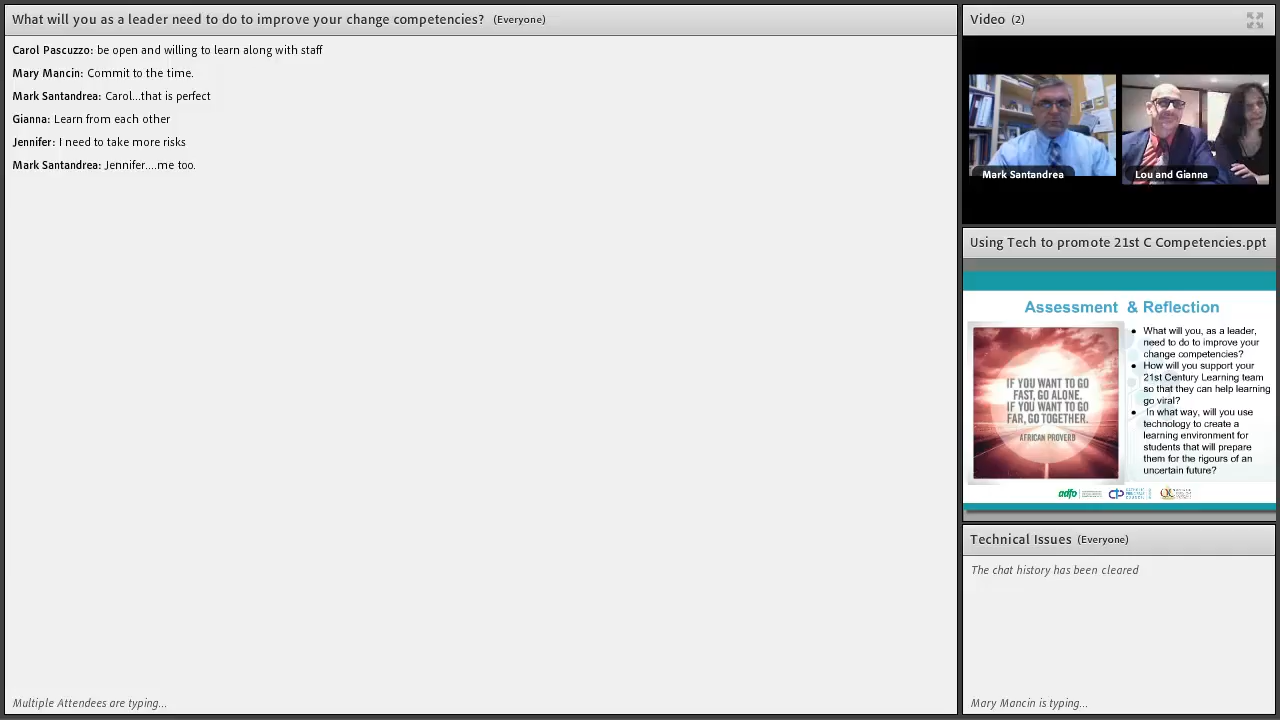 What will you as a leader need to do to improve your change competencies? (Everyone)
Carol Pascuzzo: be open and willing to learn along with staff
Mary Mancin: Commit to the time.
Mark Santandrea: Carol...that is perfect
Gianna: Learn from each other
Jennifer: I need to take more risks
Mark Santandrea: Jennifer....me too.
Multiple Attendees are typing...
Video (2)
Mark Santandrea
Lou and Gianna
Using Tech to promote 21st C Competencies.ppt
Assessment & Reflection
IF YOU WANT TO GO
FAST, GO ALONE.
IF YOU WANT TO GO
FAR, GO TOGETHER.
AFRICAN PROVERB
● What will you, as a leader,
need to do to improve your
change competencies?
● How will you support your
21st Century Learning team
so that they can help learning
go viral?
● In what way, will you use
technology to create a
learning environment for
students that will prepare
them for the rigours of an
uncertain future?
adfo
Technical Issues (Everyone)
The chat history has been cleared
Mary Mancin is typing...